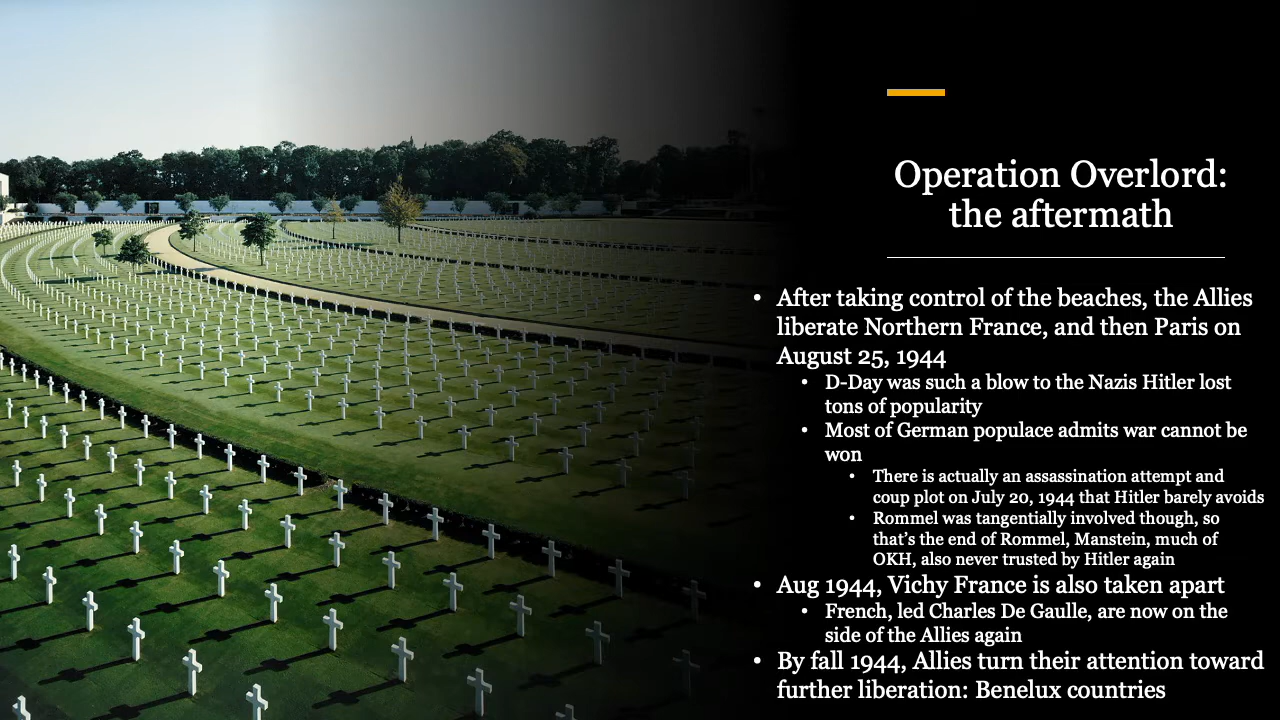 Operation Overlord:
the aftermath
• After taking control of the beaches, the Allies
liberate Northern France, and then Paris on
August 25, 1944
• D-Day was such a blow to the Nazis Hitler lost
tons of popularity
• Most of German populace admits war cannot be
won
• There is actually an assassination attempt and
coup plot on July 20, 1944 that Hitler barely avoids
• Rommel was tangentially involved though, so
that's the end of Rommel, Manstein, much of
OKH, also never trusted by Hitler again
• Aug 1944, Vichy France is also taken apart
• French, led Charles De Gaulle, are now on the
side of the Allies again
• By fall 1944, Allies turn their attention toward
further liberation: Benelux countries